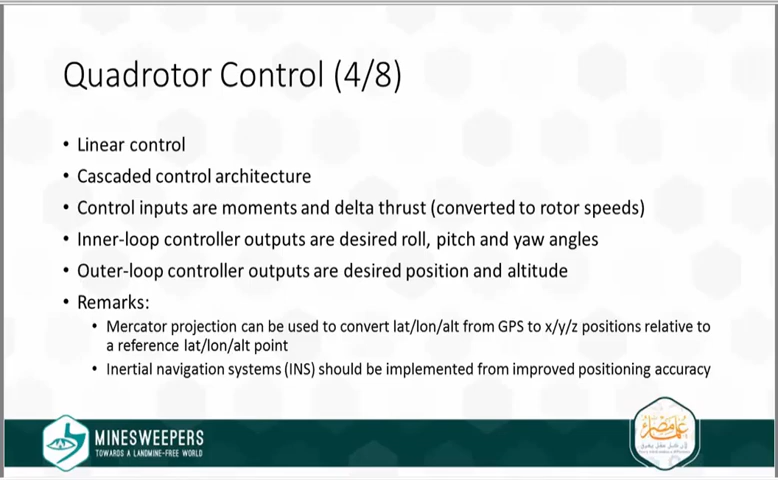 Quadrotor Control (4/8)
• Linear control
• Cascaded control architecture
• Control inputs are moments and delta thrust (converted to rotor speeds)
• Inner-loop controller outputs are desired roll, pitch and yaw angles
• Outer-loop controller outputs are desired position and altitude
• Remarks:
• Mercator projection can be used to convert lat/lon/alt from GPS to x/y/z positions relative to
a reference lat/lon/alt point
• Inertial navigation systems (INS) should be implemented from improved positioning accuracy
MINESWEEPERS
TOWARDS A LANDMINE-FREE WORLD